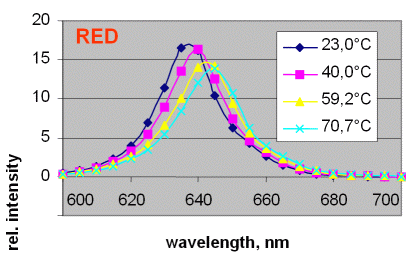 RED
20
15
10
5
0
23,0°C
40,0°C
59,2°C
70,7°C
600 620 640 660 680 700
rel. intensity
wavelength, nm